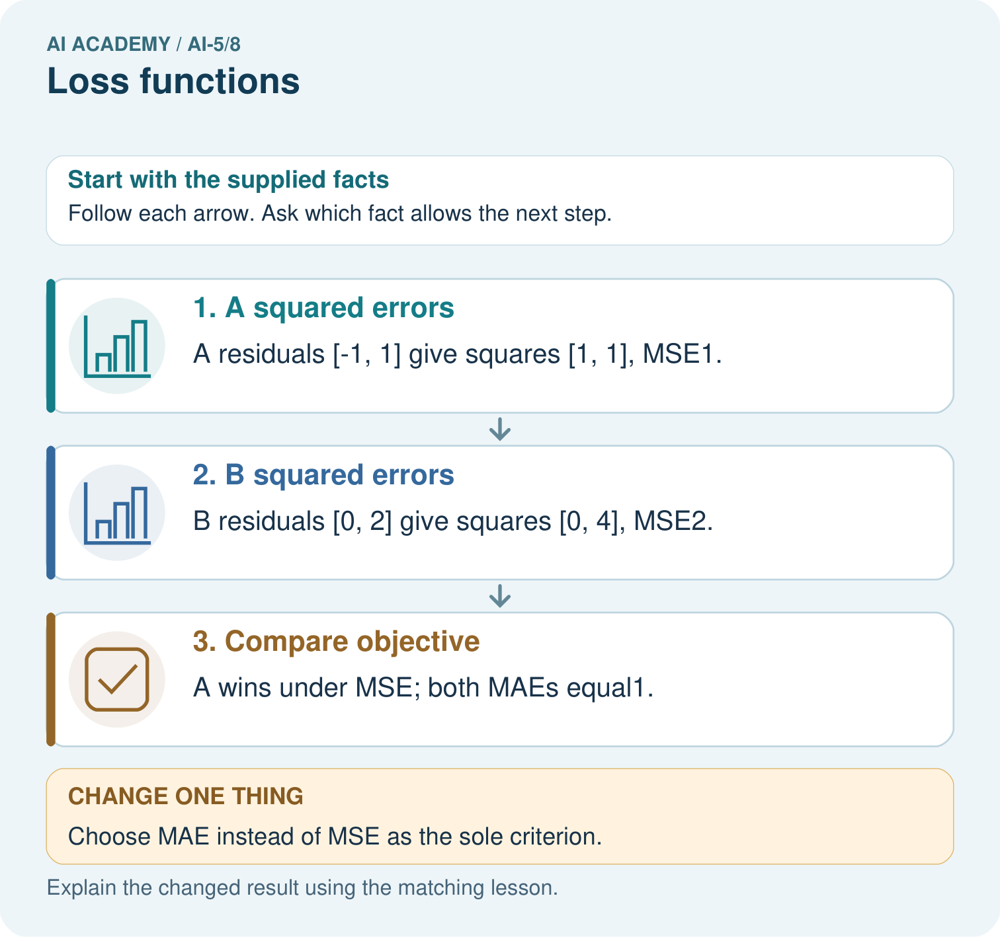 AI ACADEMY / AI-5/8
Loss functions
Start with the supplied facts
Follow each arrow. Ask which fact allows the next step.
1. A squared errors
A residuals [-1, 1] give squares [1, 1], MSE1.
2. B squared errors
B residuals [0, 2] give squares [0, 4], MSE2.
3. Compare objective
A wins under MSE; both MAEs equal1.
CHANGE ONE THING
Choose MAE instead of MSE as the sole criterion.
Explain the changed result using the matching lesson.